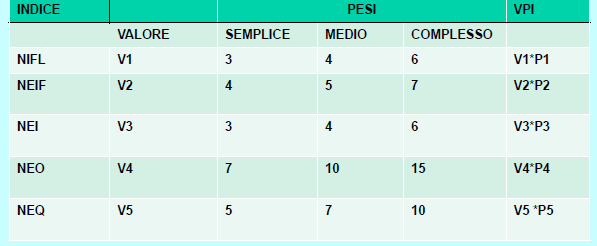 INDICE PESI VPI
VALORE SEMPLICE MEDIO COMPLESSO
NIFL V1 3 4 6 V1*P1
NEIF V2 4 5 7 V2*P2
NEI V3 3 4 6 V3*P3
NEO V4 7 10 15 V4*P4
NEQ V5 5 7 10 V5 *P5